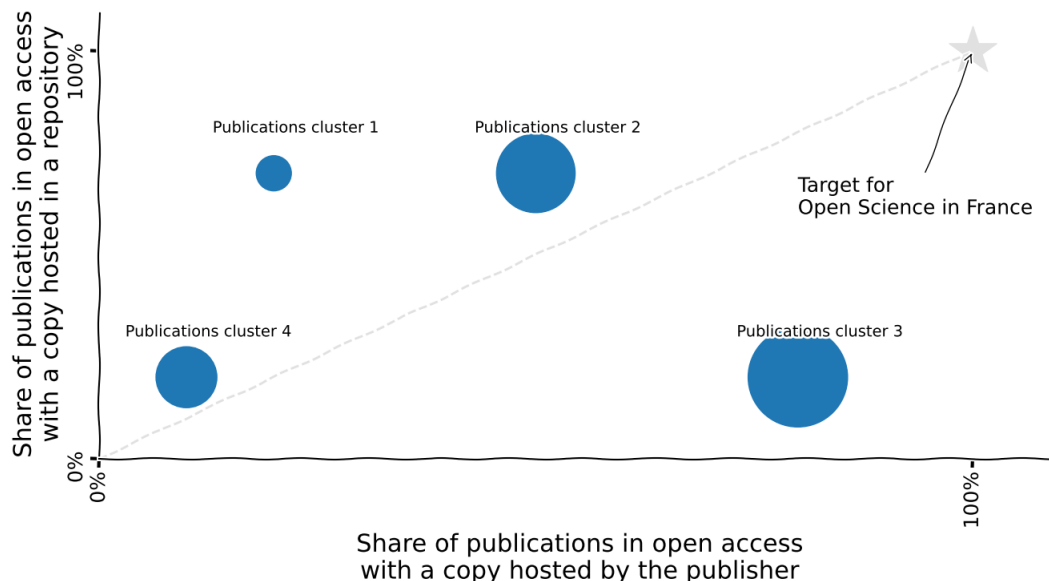 Share of publications in open access
with a copy hosted in a repository
100%
0%
Publications cluster 1
Publications cluster 2
Target for
Open Science in France
Publications cluster 4
Publications cluster 3
0%
100%
Share of publications in open access
with a copy hosted by the publisher